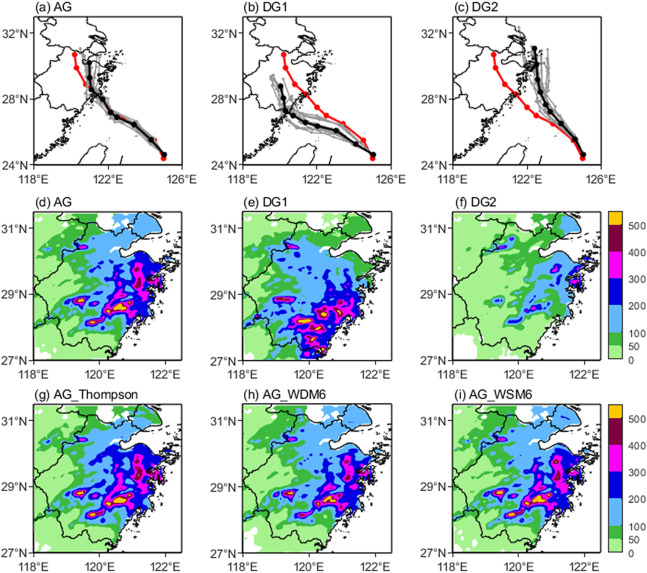 (a) AG (b) DG1 (c) DG2
32°N 32°N 32°N
28°N 28°N 28°N
24°N 24°N 24°N
118°E 122°E 126°E 118°E 122°E 126°E 118°E 122°E 126°E
(d) AG (e) DG1 (f) DG2
31°N 31°N 31°N
29°N 29°N 29°N
27°N 27°N 27°N
118°E 120°E 122°E 118°E 120°E 122°E 118°E 120°E 122°E
500
400
300
200
100
50
0
(g) AG_Thompson (h) AG_WDM6 (i) AG_WSM6
31°N 31°N 31°N
29°N 29°N 29°N
27°N 27°N 27°N
118°E 120°E 122°E 118°E 120°E 122°E 118°E 120°E 122°E
500
400
300
200
100
50
0